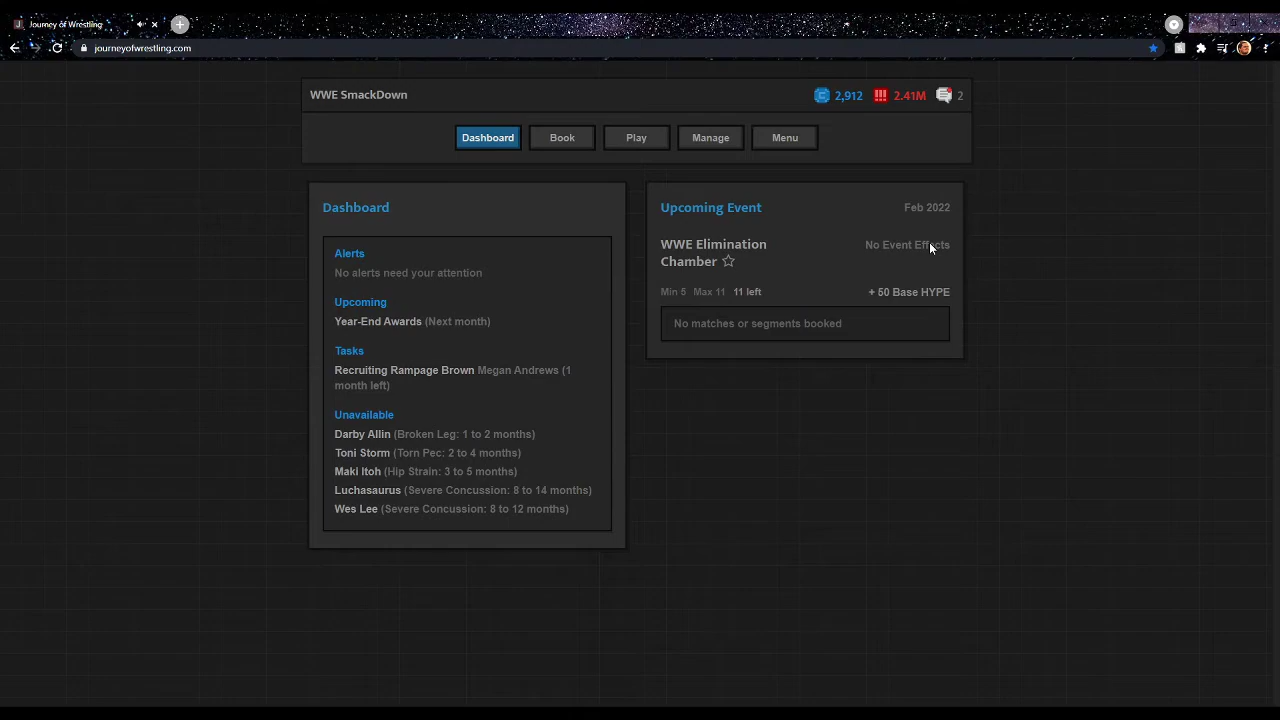 Journey of Wrestling
journeyofwrestling.com
WWE SmackDown
2,912
2.41M
2
Dashboard
Book
Play
Manage
Menu
Dashboard
Alerts
No alerts need your attention
Upcoming
Year-End Awards (Next month)
Tasks
Recruiting Rampage Brown Megan Andrews (1
month left)
Unavailable
Darby Allin (Broken Leg: 1 to 2 months)
Toni Storm (Torn Pec: 2 to 4 months)
Maki Itoh (Hip Strain: 3 to 5 months)
Luchasaurus (Severe Concussion: 8 to 14 months)
Wes Lee (Severe Concussion: 8 to 12 months)
Upcoming Event
Feb 2022
WWE Elimination
Chamber
No Event Effects
Min 5 Max 11 11 left
+ 50 Base HYPE
No matches or segments booked